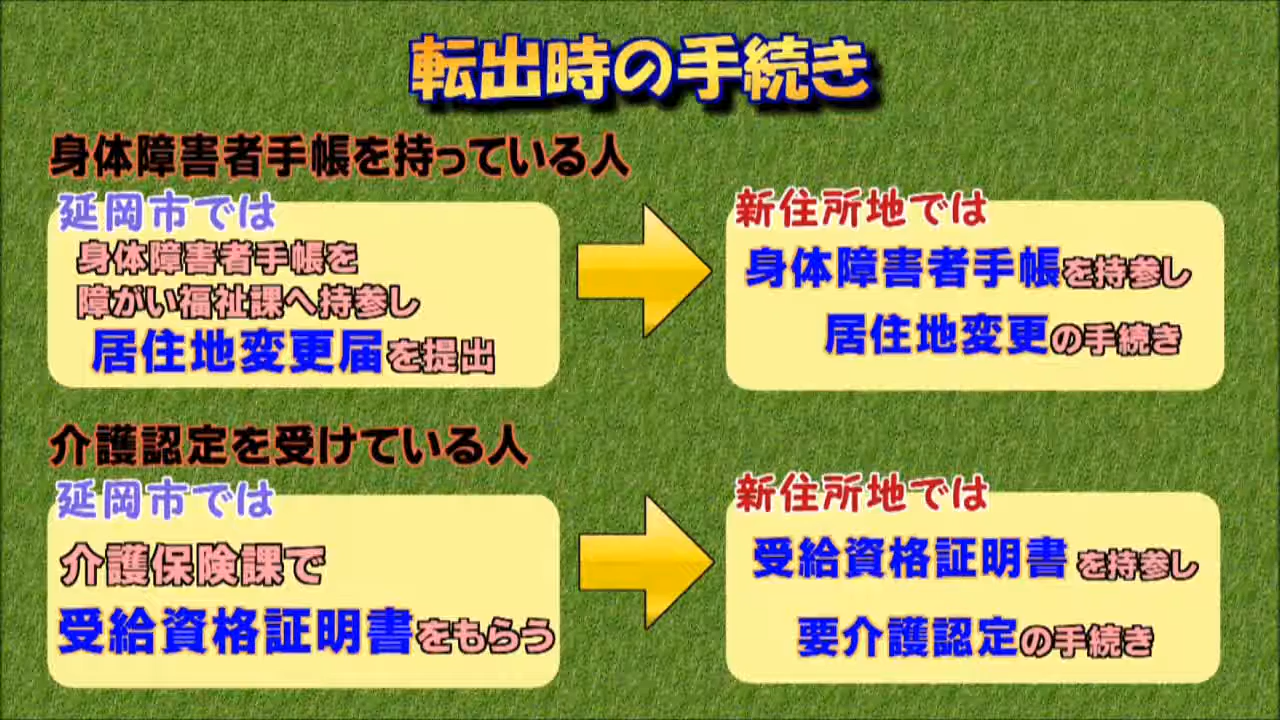 転出時の手続き
身体障害者手帳を持っている人
延岡市では
身体障害者手帳を
障がい福祉課へ持参し
居住地変更届を提出
新住所地では
身体障害者手帳を持参し
居住地変更の手続き
介護認定を受けている人
延岡市では
介護保険課で
受給資格証明書をもらう
新住所地では
受給資格証明書を持参し
要介護認定の手続き